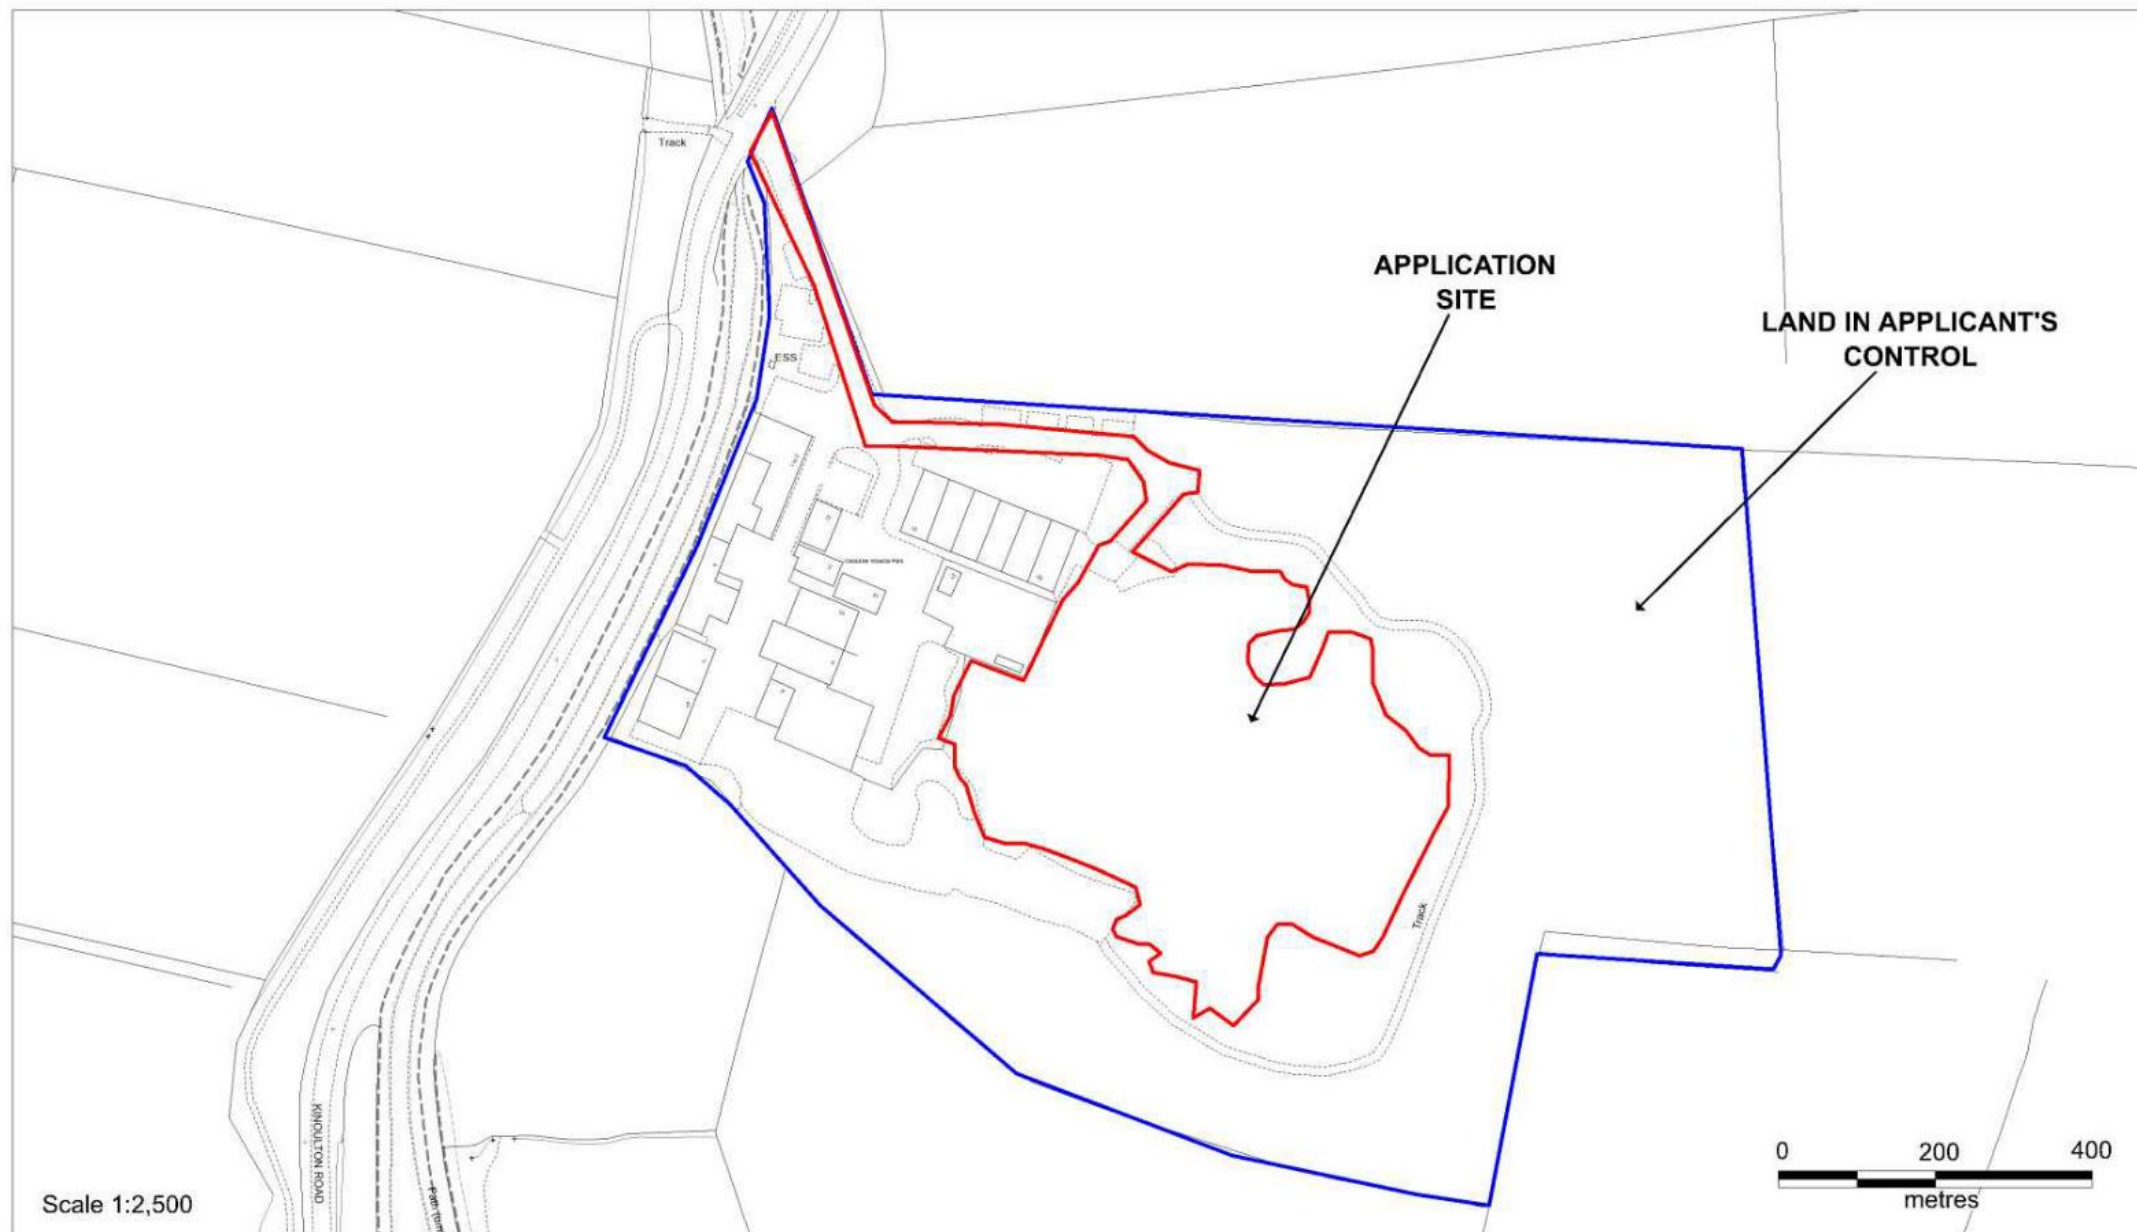 Track
APPLICATION
SITE
LAND IN APPLICANT'S
CONTROL
ESS
Track
KINOULTON ROAD
Scale 1:2,500
0 200 400
metres